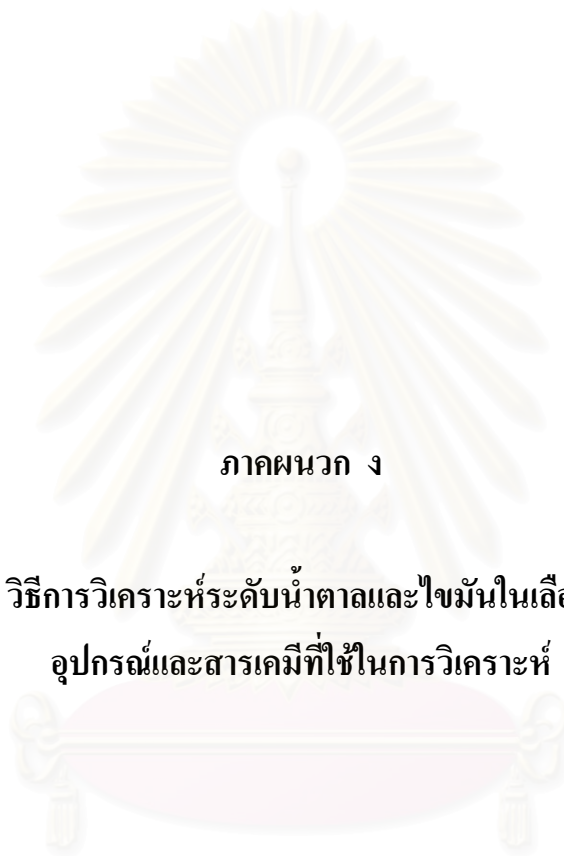 ภาคผนวก ง
วิธีการวิเคราะห์ระดับน้ำตาลและไขมันในเลื
อุปกรณ์และสารเคมีที่ใช้ในการวิเคราะห์